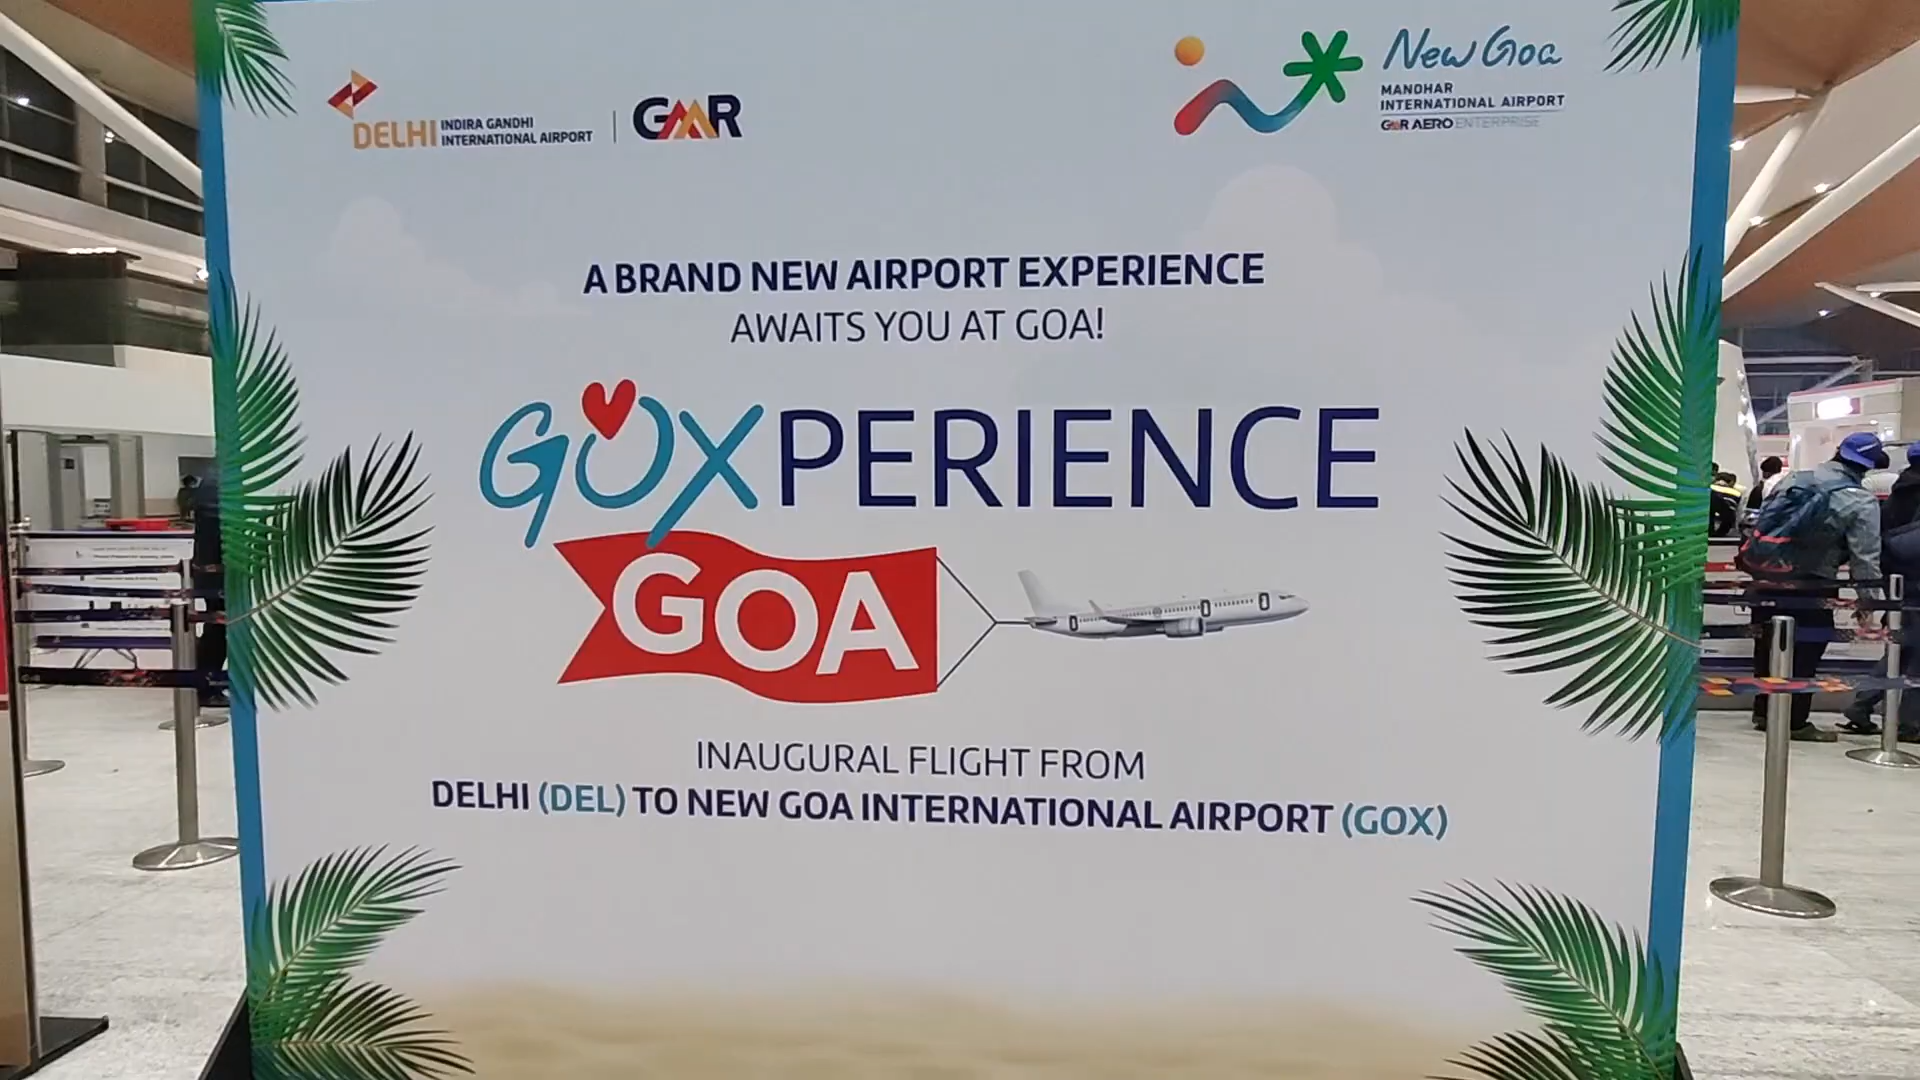 DELHI INDIRA GANDHI
INTERNATIONAL AIRPORT
GMR
New Goa
MANOHAR
INTERNATIONAL AIRPORT
GMR AERO ENTERPRISE
A BRAND NEW AIRPORT EXPERIENCE
AWAITS YOU AT GOA!
GOXPERIENCE
GOA
INAUGURAL FLIGHT FROM
DELHI (DEL) TO NEW GOA INTERNATIONAL AIRPORT (GOX)